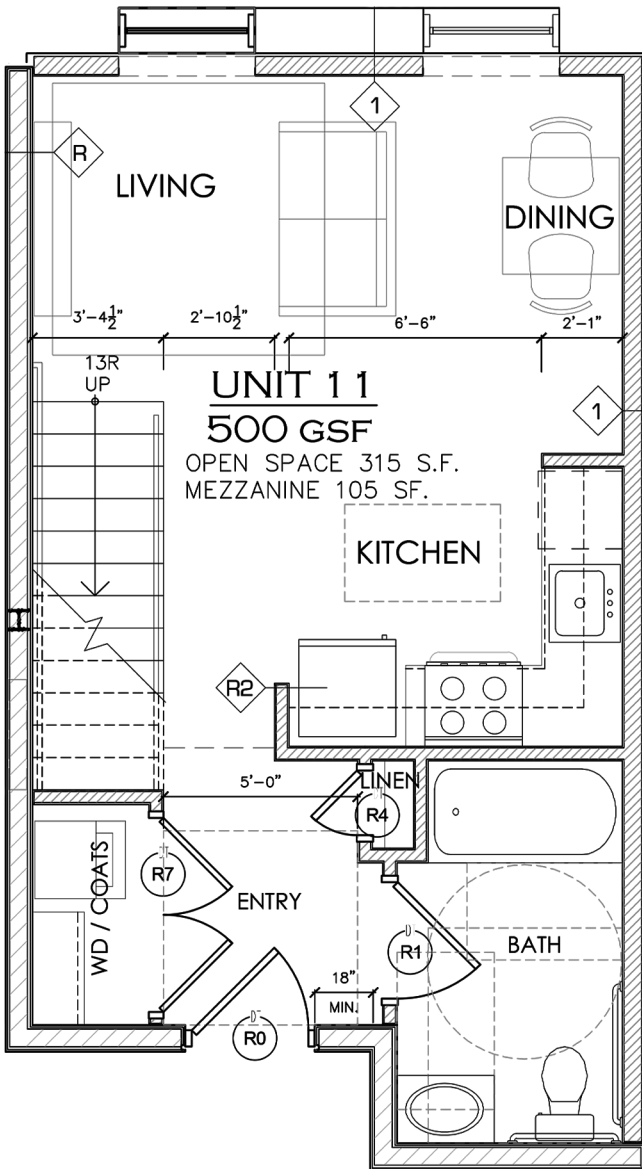 1
R
LIVING
DINING
3'-4½"
2'-10½"
6'-6"
2'-1"
13R
UP
UNIT 11
500 GSF
OPEN SPACE 315 S.F.
MEZZANINE 105 SF.
1
KITCHEN
R2
5'-0"
LINEN
R4
R7
WD / COATS
ENTRY
D
R1
BATH
18"
MIN.
D
R0